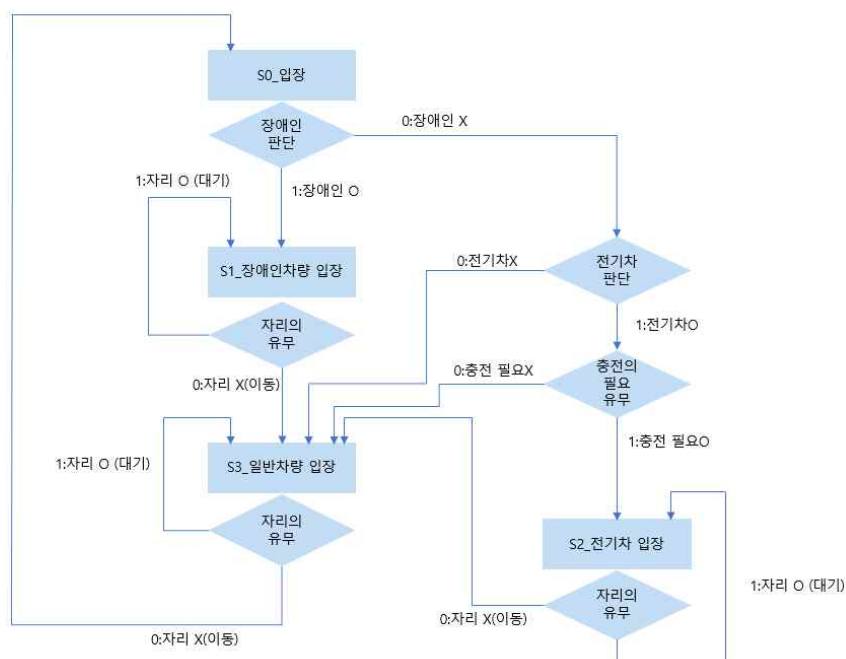 S0_입장
장애인
판단
0:장애인 X
1:자리 O (대기)
1:장애인 O
S1_장애인차량 입장
0:전기차X
전기차
판단
자리의
유무
1:전기차O
0:자리 X(이동)
0:충전 필요X
충전의
필요
유무
1:자리 O (대기)
S3_일반차량 입장
1:충전 필요O
자리의
유무
S2_전기차 입장
1:자리 O (대기)
자리의
유무
0:자리 X(이동)
0:자리 X(이동)